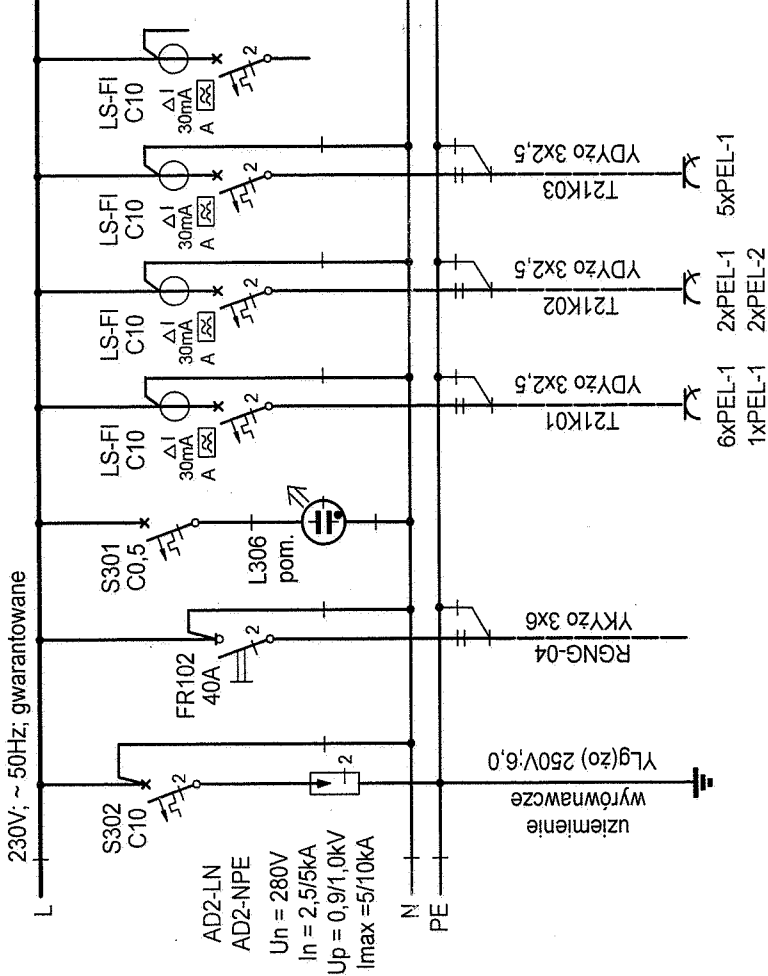 230V; ~ 50Hz; gwarantowane
L
N
PE
S302
C10
2
2
AD2-LN
AD2-NPE
Un = 280V
In = 2,5/5kA
Up = 0,9/1,0kV
Imax =5/10kA
uziemienie
wyrównawcze
YLg(żo) 250V;6,0
FR102
40A
2
RGNG-04
YKYżo 3x6
S301
C0,5
L306
pom.
LS-FI
C10
ΔI
30mA
A
2
T21K01
YDYżo 3x2,5
6xPEL-1
1xPEL-1
LS-FI
C10
ΔI
30mA
A
2
T21K02
YDYżo 3x2,5
2xPEL-1
2xPEL-2
LS-FI
C10
ΔI
30mA
A
2
T21K03
YDYżo 3x2,5
5xPEL-1
LS-FI
C10
ΔI
30mA
A
2